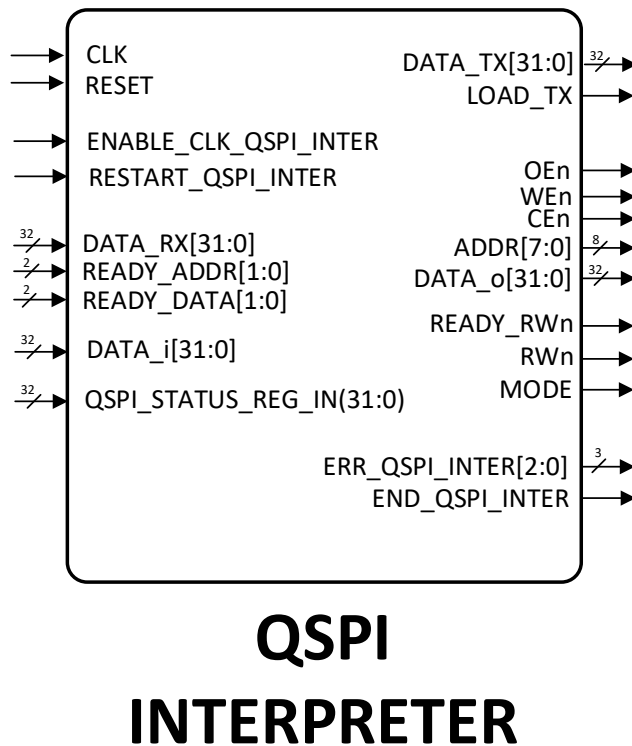 CLK
RESET
ENABLE_CLK_QSPI_INTER
RESTART_QSPI_INTER
32
DATA_RX[31:0]
2
READY_ADDR[1:0]
2
READY_DATA[1:0]
32
DATA_i[31:0]
32
QSPI_STATUS_REG_IN(31:0)
DATA_TX[31:0]
32
LOAD_TX
OEn
WEn
CEn
ADDR[7:0]
8
DATA_o[31:0]
32
READY_RWn
RWn
MODE
ERR_QSPI_INTER[2:0]
3
END_QSPI_INTER
QSPI
INTERPRETER